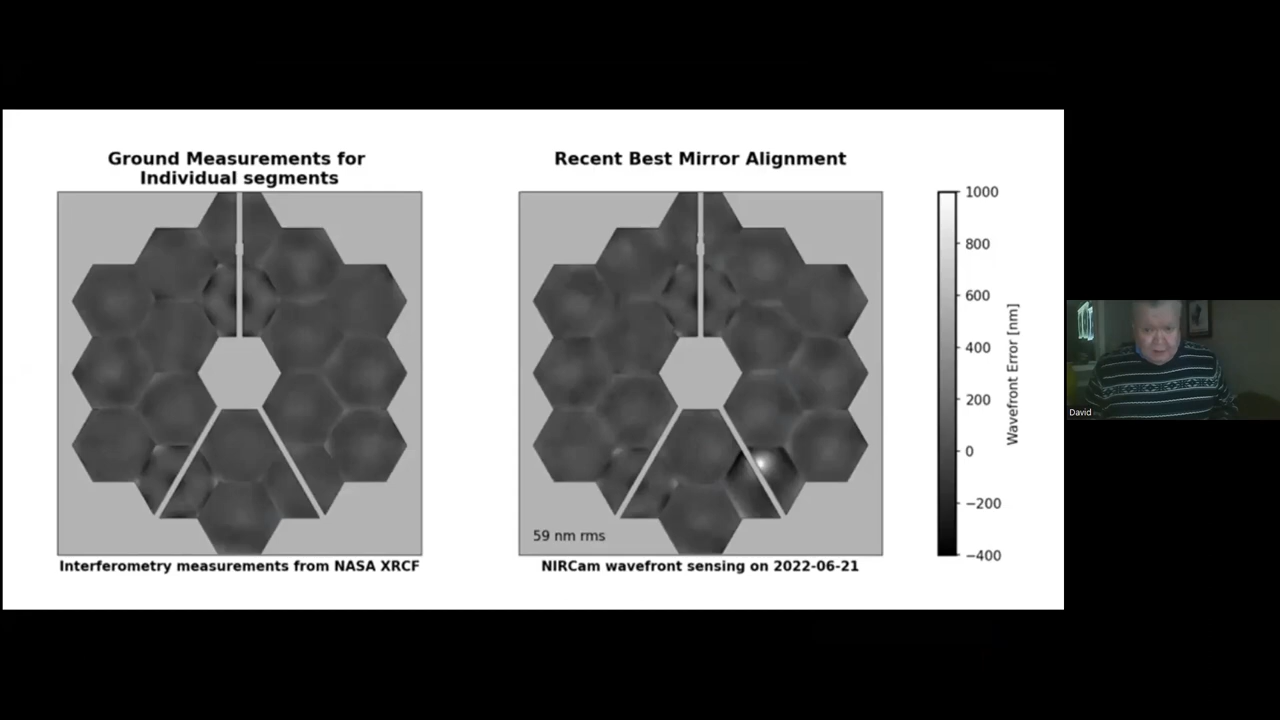 Ground Measurements for
Individual segments
Recent Best Mirror Alignment
59 nm rms
Interferometry measurements from NASA XRCF
NIRCam wavefront sensing on 2022-06-21
1000
800
600
400
200
0
−200
−400
Wavefront Error [nm]
David